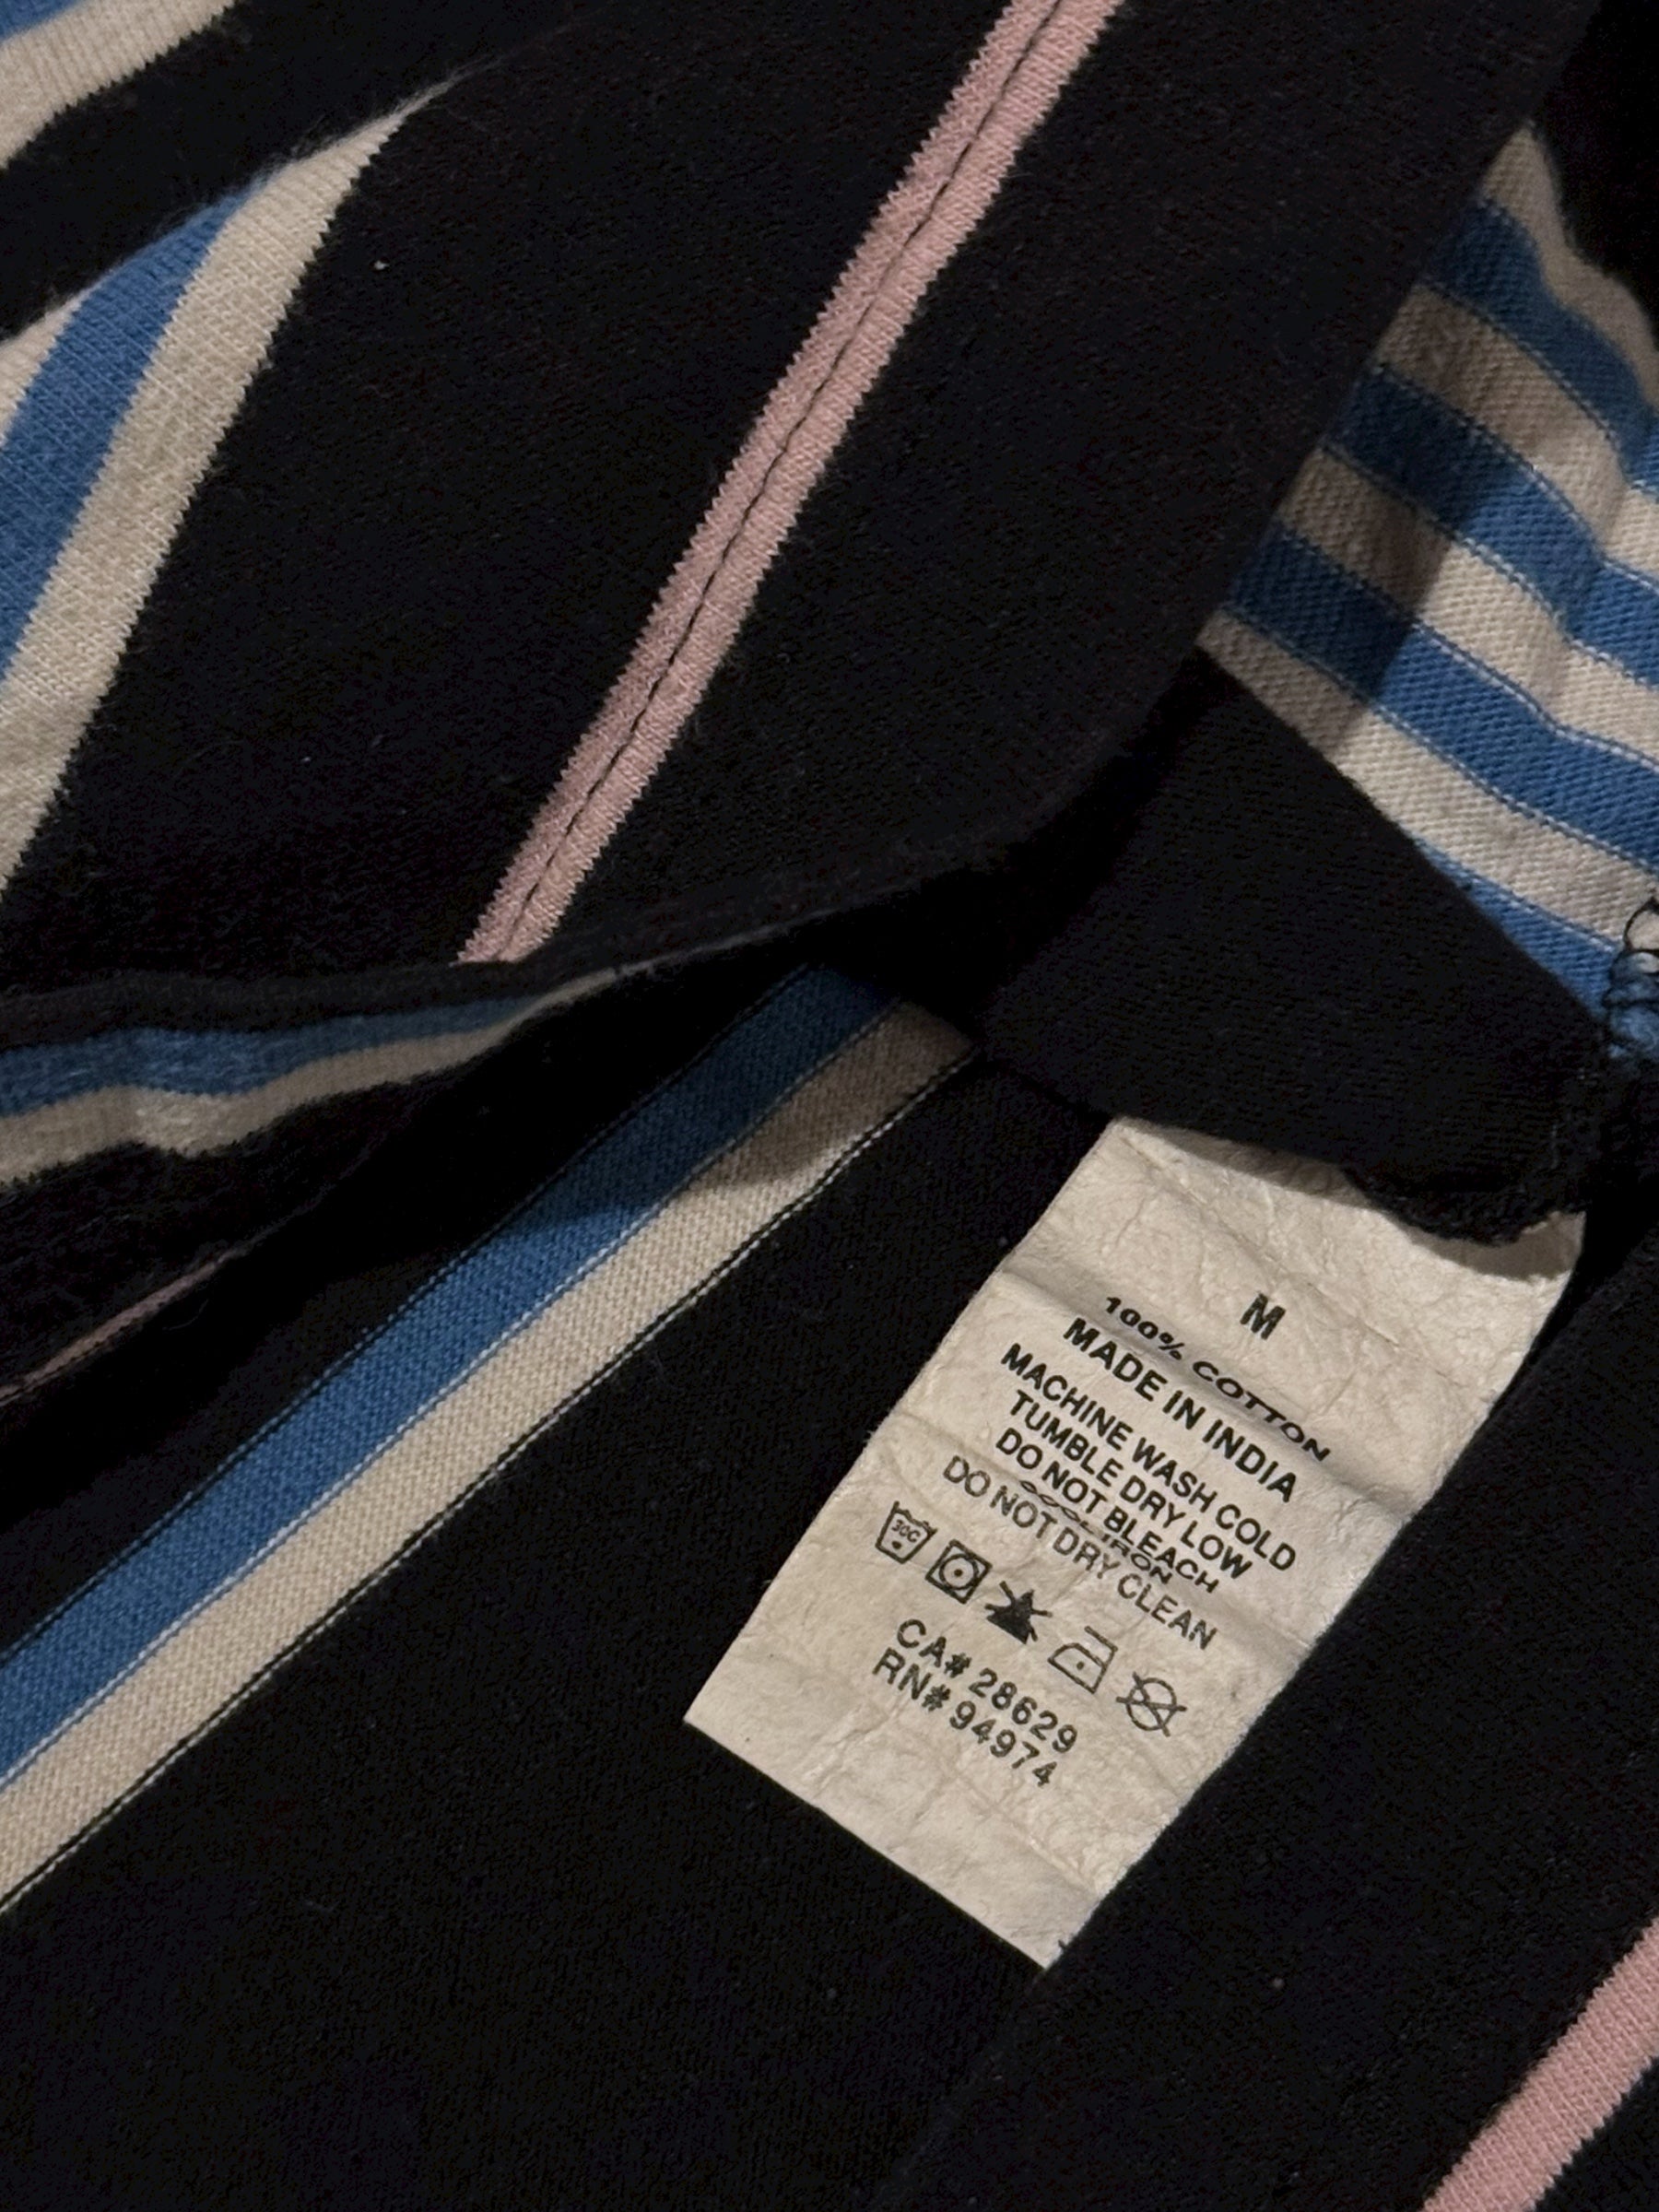 M
100% COTTON
MADE IN INDIA
MACHINE WASH COLD
TUMBLE DRY LOW
DO NOT BLEACH
COOL IRON
DO NOT DRY CLEAN
30C
CA# 28629
RN# 94974